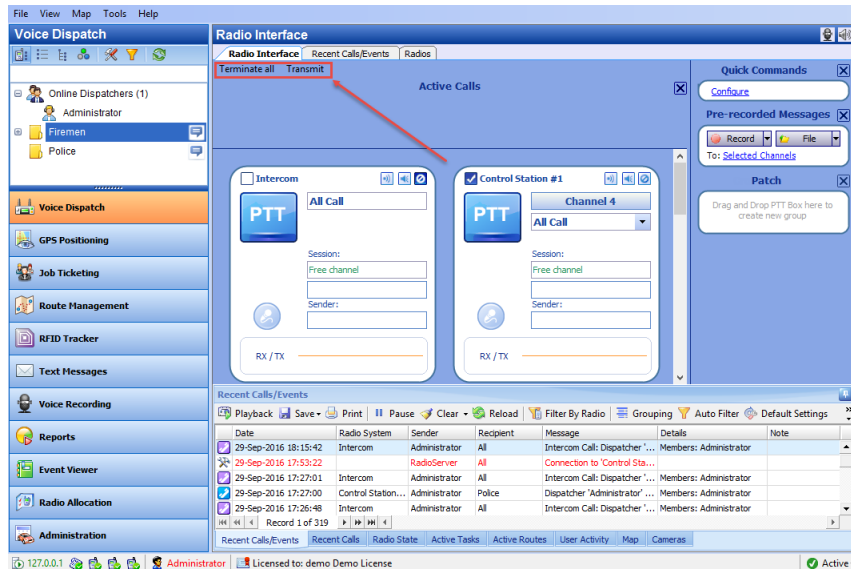 File View Map Tools Help
Voice Dispatch
Online Dispatchers (1)
Administrator
Firemen
Police
Voice Dispatch
GPS Positioning
Job Ticketing
Route Management
RFID Tracker
Text Messages
Voice Recording
Reports
Event Viewer
Radio Allocation
Administration
Radio Interface
Radio Interface Recent Calls/Events Radios
Terminate all Transmit
Active Calls
Intercom
PTT
All Call
Session:
Free channel
Sender:
RX / TX
Control Station #1
PTT
Channel 4
All Call
Session:
Free channel
Sender:
RX / TX
Quick Commands
Configure
Pre-recorded Messages
Record File
To: Selected Channels
Patch
Drag and Drop PTT Box here to
create new group
Recent Calls/Events
Playback Save Print Pause Clear Reload Filter By Radio Grouping Auto Filter Default Settings
Date Radio System Sender Recipient Message Details Note
29-Sep-2016 18:15:42 Intercom Administrator All Intercom Call: Dispatcher '... Members: Administrator
29-Sep-2016 17:53:22 RadioServer All Connection to 'Control Sta...
29-Sep-2016 17:27:01 Intercom Administrator All Intercom Call: Dispatcher '... Members: Administrator
29-Sep-2016 17:27:00 Control Station... Administrator Police Dispatcher 'Administrator' ... Members: Administrator
29-Sep-2016 17:26:48 Intercom Administrator All Intercom Call: Dispatcher '... Members: Administrator
Record 1 of 319
Recent Calls/Events Recent Calls Radio State Active Tasks Active Routes User Activity Map Cameras
127.0.0.1 Administrator Licensed to: demo Demo License Active